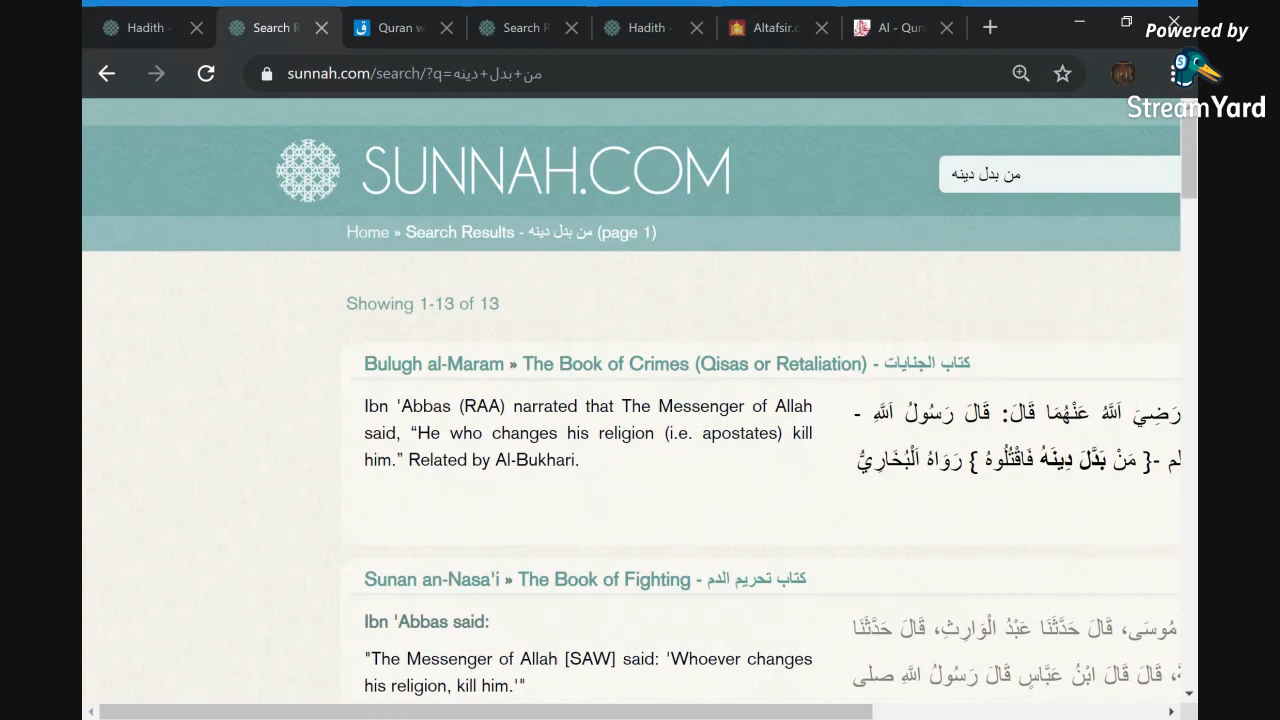 Hadith
Search R
Quran w
Search R
Hadith -
Altafsir.c
Al - Qur
Powered by
sunnah.com/search/?q=من+بدل+دينه
StreamYard
SUNNAH.COM
من بدل دينه
Home » Search Results - من بدل دينه (page 1)
Showing 1-13 of 13
Bulugh al-Maram » The Book of Crimes (Qisas or Retaliation) - كتاب الجنايات
Ibn 'Abbas (RAA) narrated that The Messenger of Allah
said, “He who changes his religion (i.e. apostates) kill
him.” Related by Al-Bukhari.
رَضِيَ اَللَّهُ عَنْهُمَا قَالَ: قَالَ رَسُولُ اَللَّهِ -
لم -{ مَنْ بَدَّلَ دِينَهُ فَاقْتُلُوهُ } رَوَاهُ اَلْبُخَارِيُّ
Sunan an-Nasa'i » The Book of Fighting - كتاب تحريم الدم
Ibn 'Abbas said:
"The Messenger of Allah [SAW] said: 'Whoever changes
his religion, kill him.'"
مُوسَى، قَالَ حَدَّثَنَا عَبْدُ الْوَارِثِ، قَالَ حَدَّثَنَا
قَالَ قَالَ ابْنُ عَبَّاسٍ قَالَ رَسُولُ اللَّهِ صلى